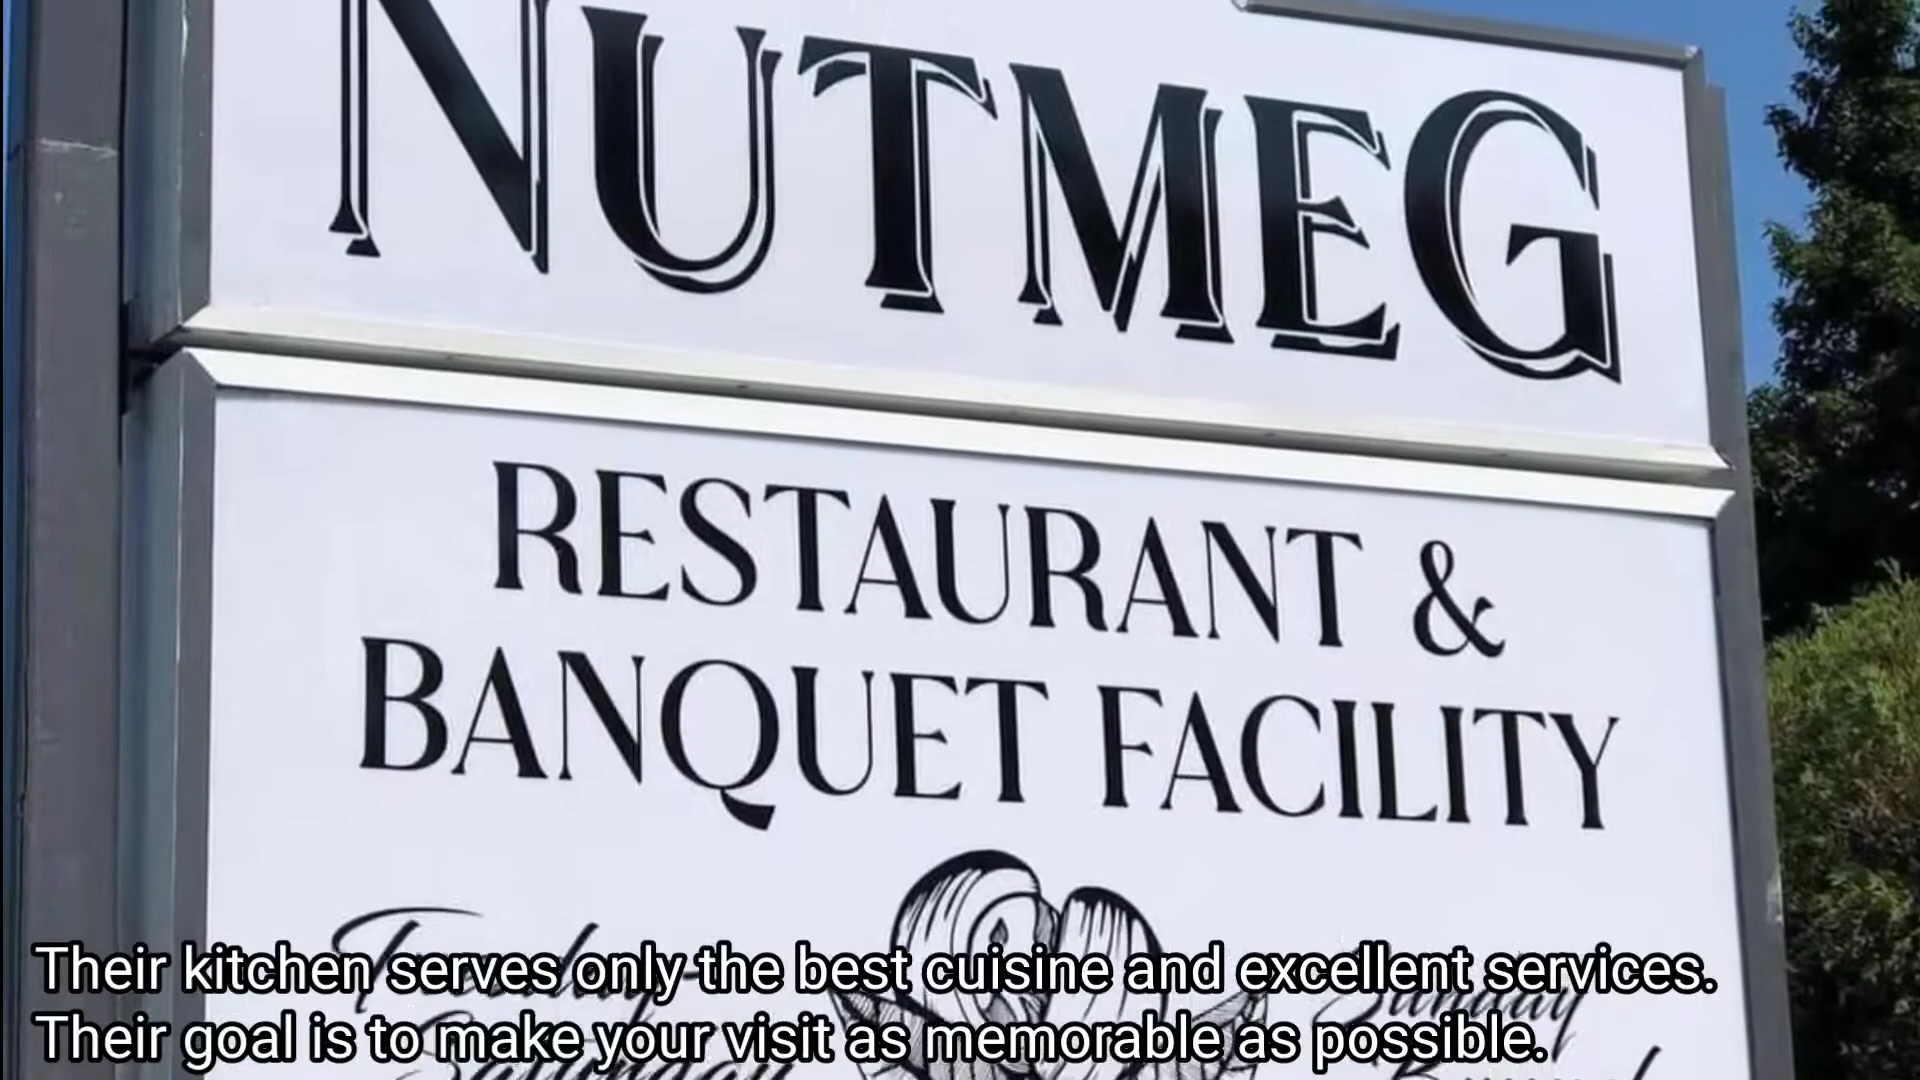 NUTMEG
RESTAURANT &
BANQUET FACILITY
Sunday
Their kitchen serves only the best cuisine and excellent services.
Their goal is to make your visit as memorable as possible.